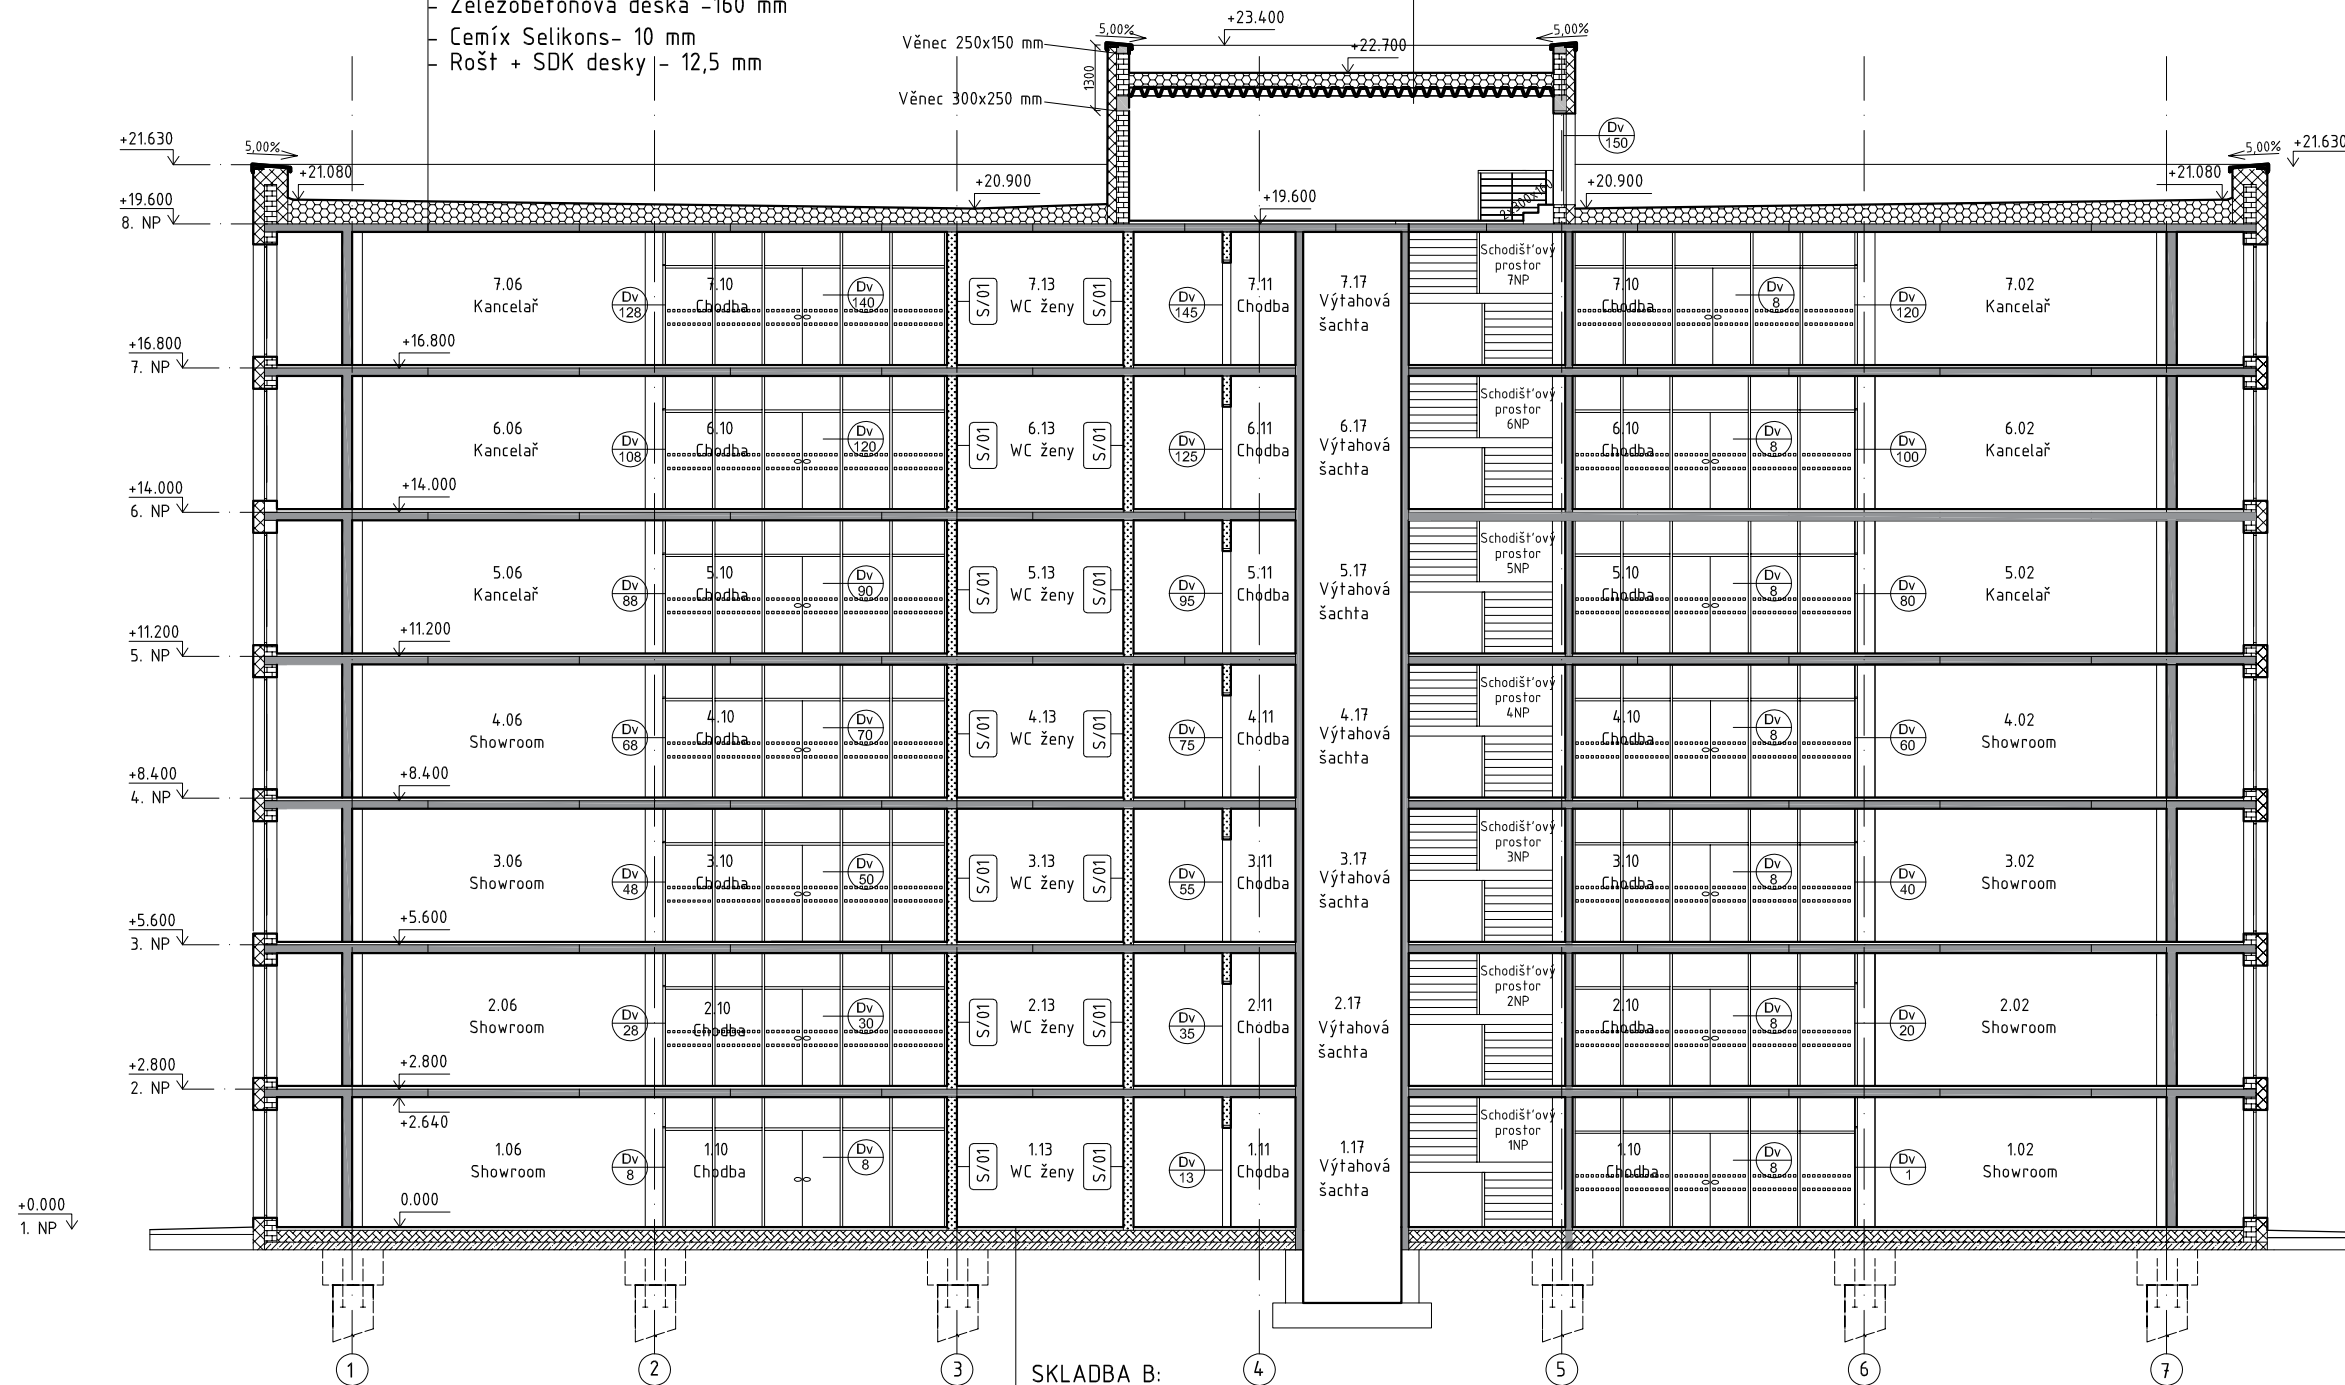 - Železobetonová deska -160 mm
- Cemíx Selikons- 10 mm
- Rošt + SDK desky - 12,5 mm
Věnec 250x150 mm
Věnec 300x250 mm
1300
5,00%
+23.400
+22.700
5,00%
Dv
150
+21.630
5,00%
+21.080
+20.900
+19.600
+20.900
+21.080
5,00%
+21.630
+19.600
8. NP
7.06
Kancelař
Dv
128
7.10
Chodba
Dv
140
S/01
7.13
WC ženy
S/01
Dv
145
7.11
Chodba
7.17
Výtahová
šachta
Schodišťový
prostor
7NP
7.10
Chodba
Dv
8
Dv
120
7.02
Kancelař
+16.800
7. NP
+16.800
6.06
Kancelař
Dv
108
6.10
Chodba
Dv
120
S/01
6.13
WC ženy
S/01
Dv
125
6.11
Chodba
6.17
Výtahová
šachta
Schodišťový
prostor
6NP
6.10
Chodba
Dv
8
Dv
100
6.02
Kancelař
+14.000
6. NP
+14.000
5.06
Kancelař
Dv
88
5.10
Chodba
Dv
90
S/01
5.13
WC ženy
S/01
Dv
95
5.11
Chodba
5.17
Výtahová
šachta
Schodišťový
prostor
5NP
5.10
Chodba
Dv
8
Dv
80
5.02
Kancelař
+11.200
5. NP
+11.200
4.06
Showroom
Dv
68
4.10
Chodba
Dv
70
S/01
4.13
WC ženy
S/01
Dv
75
4.11
Chodba
4.17
Výtahová
šachta
Schodišťový
prostor
4NP
4.10
Chodba
Dv
8
Dv
60
4.02
Showroom
+8.400
4. NP
+8.400
3.06
Showroom
Dv
48
3.10
Chodba
Dv
50
S/01
3.13
WC ženy
S/01
Dv
55
3.11
Chodba
3.17
Výtahová
šachta
Schodišťový
prostor
3NP
3.10
Chodba
Dv
8
Dv
40
3.02
Showroom
+5.600
3. NP
+5.600
2.06
Showroom
Dv
28
2.10
Chodba
Dv
30
S/01
2.13
WC ženy
S/01
Dv
35
2.11
Chodba
2.17
Výtahová
šachta
Schodišťový
prostor
2NP
2.10
Chodba
Dv
8
Dv
20
2.02
Showroom
+2.800
2. NP
+2.800
+2.640
1.06
Showroom
Dv
8
1.10
Chodba
Dv
8
S/01
1.13
WC ženy
S/01
Dv
13
1.11
Chodba
1.17
Výtahová
šachta
Schodišťový
prostor
1NP
1.10
Chodba
Dv
8
Dv
1
1.02
Showroom
+0.000
1. NP
0.000
1 2 3 4 5 6 7
SKLADBA B: